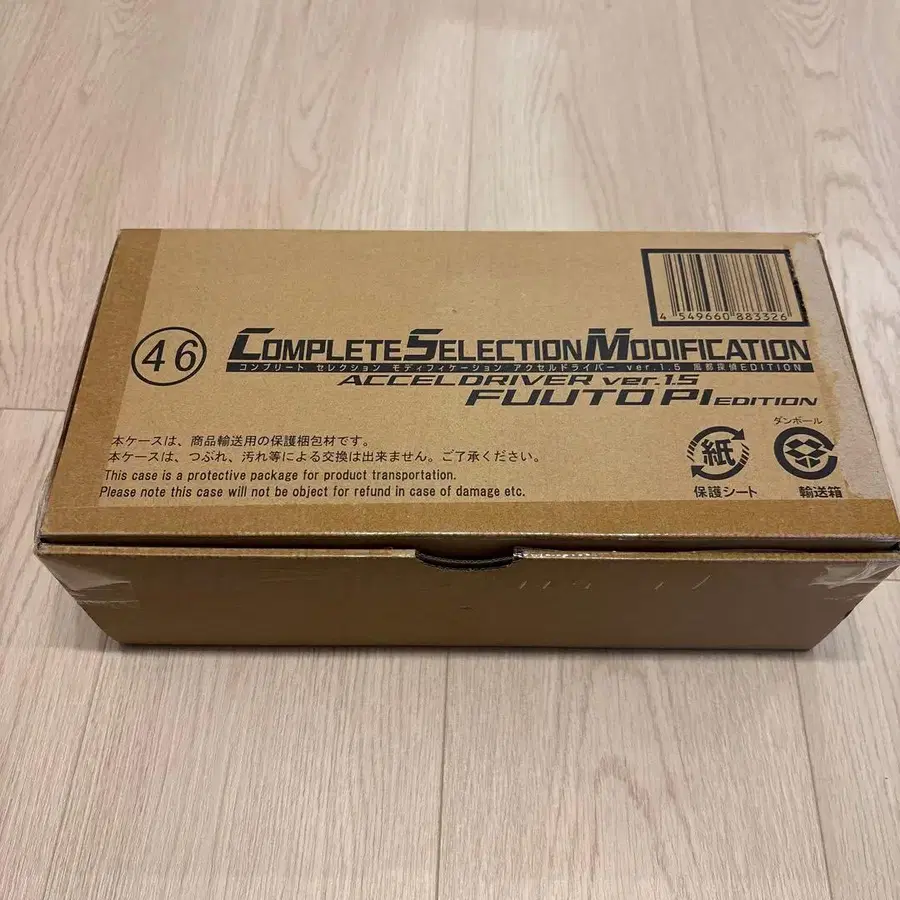 4 549660 883326
46
COMPLETE SELECTION MODIFICATION
コンプリート セレクション モディフィケーション アクセルドライバー ver.1.5 風都探偵EDITION
ACCELDRIVER ver.1.5
FUUTO PI EDITION
本ケースは、商品輸送用の保護梱包材です。
本ケースは、つぶれ、汚れ等による交換は出来ません。ご了承ください。
This case is a protective package for product transportation.
Please note this case will not be object for refund in case of damage etc.
紙
保護シート
ダンボール
輸送箱